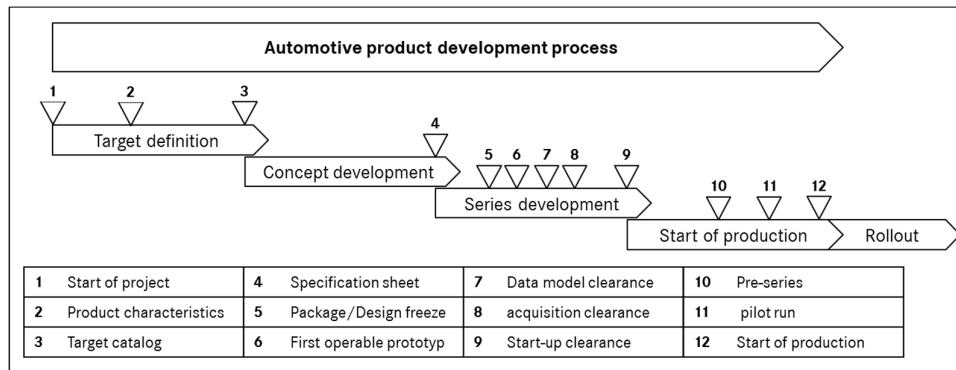 Automotive product development process
1 2 3
Target definition
4
Concept development
5 6 7 8 9
Series development
10 11 12
Start of production Rollout
1 Start of project 4 Specification sheet 7 Data model clearance 10 Pre-series
2 Product characteristics 5 Package/Design freeze 8 acquisition clearance 11 pilot run
3 Target catalog 6 First operable prototyp 9 Start-up clearance 12 Start of production